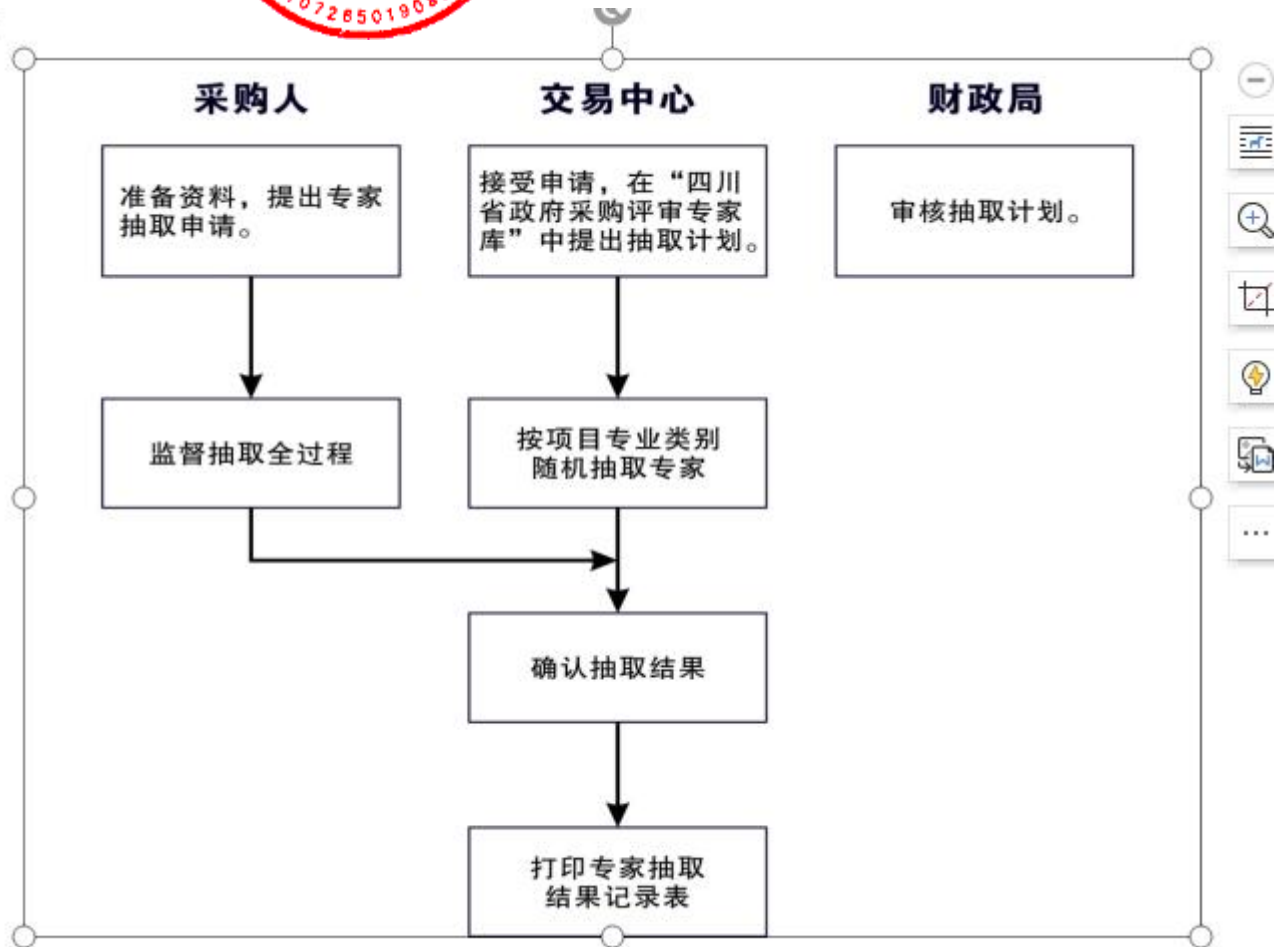 0726501908
采购人
交易中心
财政局
准备资料，提出专家
抽取申请。
接受申请，在“四川
省政府采购评审专家
库”中提出抽取计划。
审核抽取计划。
监督抽取全过程
按项目专业类别
随机抽取专家
确认抽取结果
打印专家抽取
结果记录表